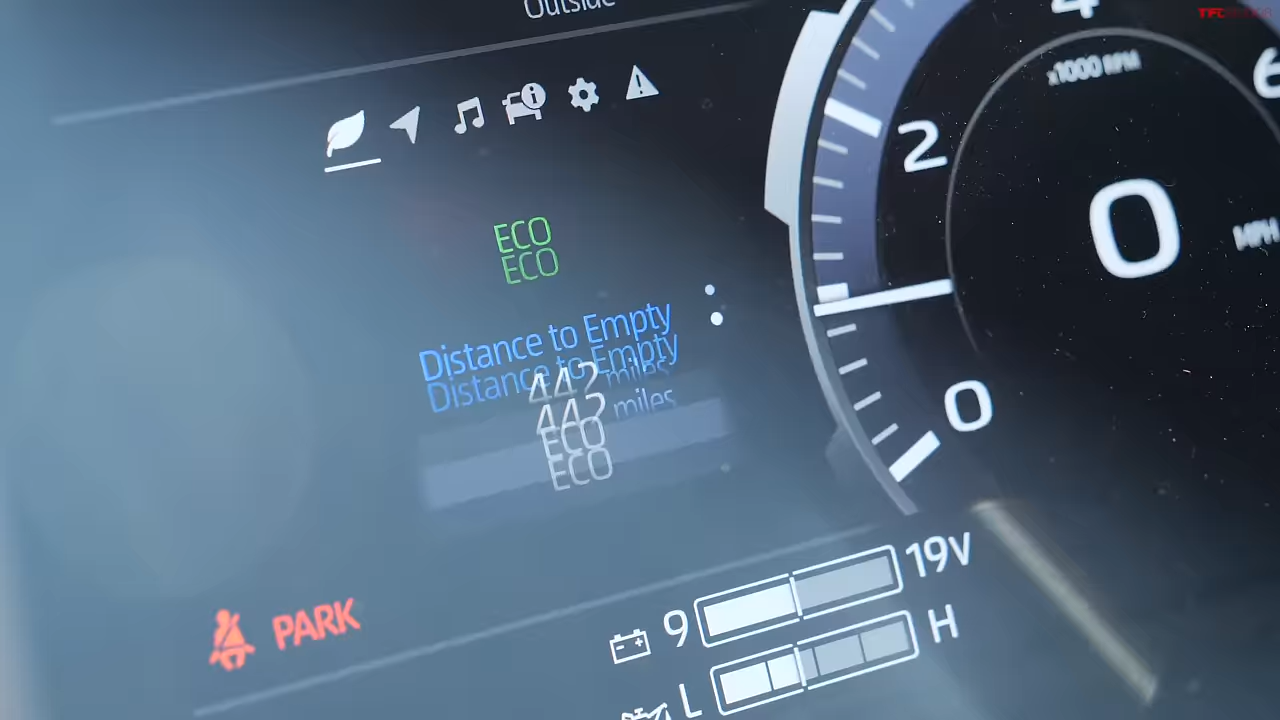 Outside
TFL
4
x1000 RPM
6
2
0
MPH
ECO
ECO
Distance to Empty
Distance to Empty
442 miles
442 miles
ECO
ECO
0
PARK
9
19V
L
H